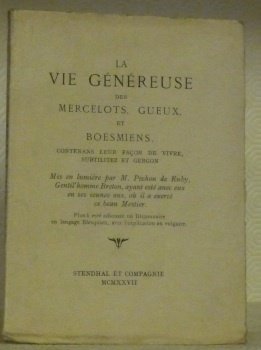 LA
VIE GÉNÉREUSE
DES
MERCELOTS, GUEUX,
ET
BOESMIENS,
CONTENANS LEUR FAÇON DE VIVRE,
SUBTILITEZ ET GERGON
Mis en lumière par M. Pechon de Ruby,
Gentil'homme Breton, ayant esté avec eux
en ses jeunes ans, où il a exercé
ce beau Mestier.
Plus a esté adiousté un Dictionnaire
en langage Blesquien, avec l'explication en vulgaire.
STENDHAL ET COMPAGNIE
MCMXXVII